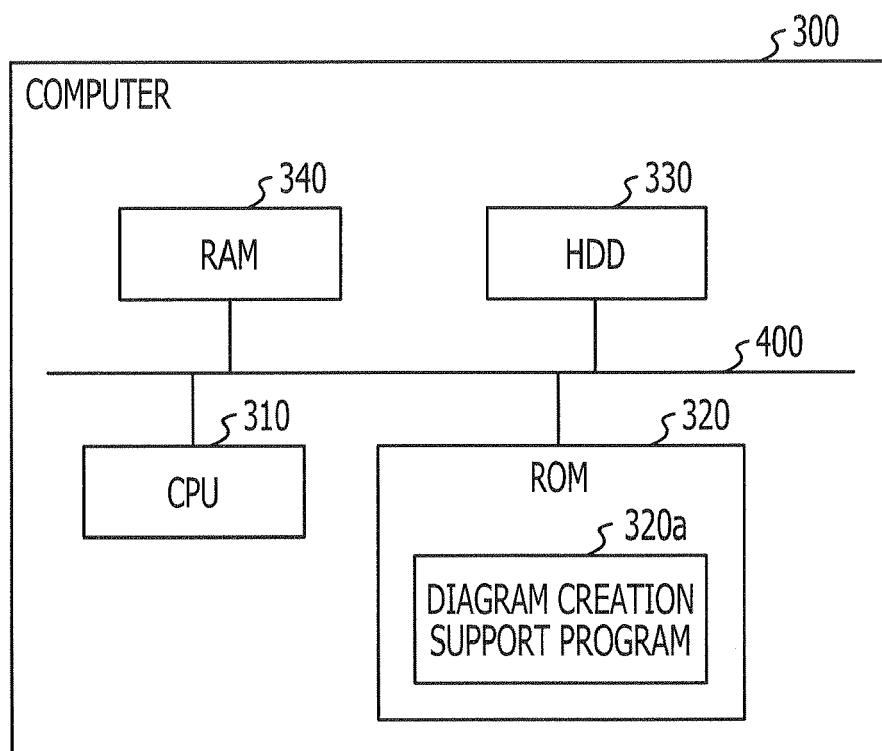 300
COMPUTER
340
RAM
330
HDD
400
310
CPU
320
ROM
320a
DIAGRAM CREATION
SUPPORT PROGRAM